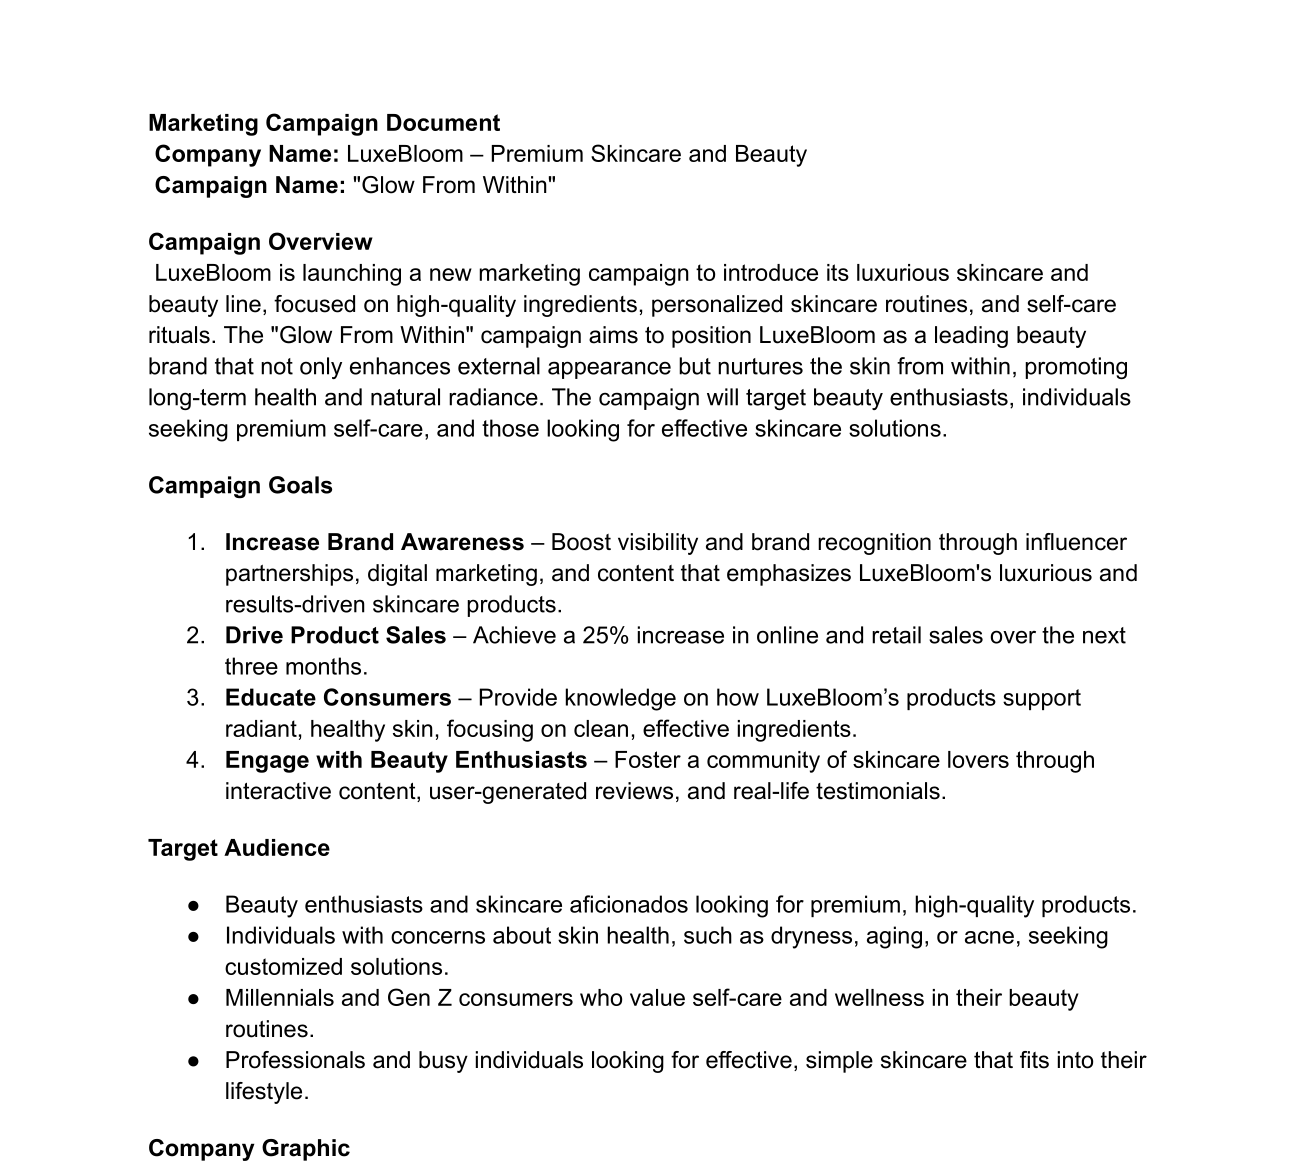 Marketing Campaign Document
Company Name: LuxeBloom – Premium Skincare and Beauty
Campaign Name: "Glow From Within"
Campaign Overview
LuxeBloom is launching a new marketing campaign to introduce its luxurious skincare and
beauty line, focused on high-quality ingredients, personalized skincare routines, and self-care
rituals. The "Glow From Within" campaign aims to position LuxeBloom as a leading beauty
brand that not only enhances external appearance but nurtures the skin from within, promoting
long-term health and natural radiance. The campaign will target beauty enthusiasts, individuals
seeking premium self-care, and those looking for effective skincare solutions.
Campaign Goals
1. Increase Brand Awareness – Boost visibility and brand recognition through influencer
partnerships, digital marketing, and content that emphasizes LuxeBloom's luxurious and
results-driven skincare products.
2. Drive Product Sales – Achieve a 25% increase in online and retail sales over the next
three months.
3. Educate Consumers – Provide knowledge on how LuxeBloom’s products support
radiant, healthy skin, focusing on clean, effective ingredients.
4. Engage with Beauty Enthusiasts – Foster a community of skincare lovers through
interactive content, user-generated reviews, and real-life testimonials.
Target Audience
● Beauty enthusiasts and skincare aficionados looking for premium, high-quality products.
● Individuals with concerns about skin health, such as dryness, aging, or acne, seeking
customized solutions.
● Millennials and Gen Z consumers who value self-care and wellness in their beauty
routines.
● Professionals and busy individuals looking for effective, simple skincare that fits into their
lifestyle.
Company Graphic